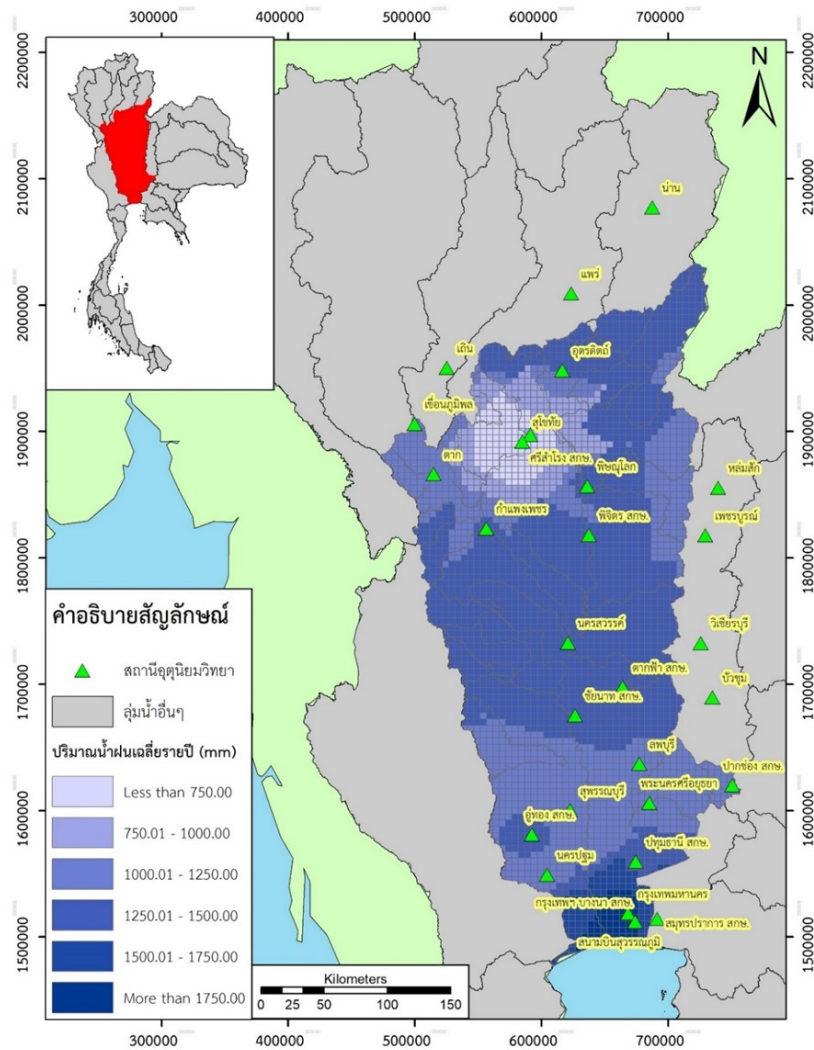 300000 400000 500000 600000 700000
2200000 2200000
2100000 2100000
2000000 2000000
1900000 1900000
1800000 1800000
1700000 1700000
1600000 1600000
1500000 1500000
N
น่าน
แพร่
เถิน
อุตรดิตถ์
เขื่อนภูมิพล
สุโขทัย
ตาก
ศรีสำโรง สกษ.
พิษณุโลก
หล่มสัก
กำแพงเพชร
พิจิตร สกษ.
เพชรบูรณ์
นครสวรรค์
วิเชียรบุรี
ตากฟ้า สกษ.
ชัยนาท สกษ.
บัวชุม
ลพบุรี
ปากช่อง สกษ.
สุพรรณบุรี
พระนครศรีอยุธยา
อู่ทอง สกษ.
ปทุมธานี สกษ.
นครปฐม
กรุงเทพมหานคร
กรุงเทพฯ บางนา สกษ.
สมุทรปราการ สกษ.
สนามบินสุวรรณภูมิ
คำอธิบายสัญลักษณ์
สถานีอุตุนิยมวิทยา
ลุ่มน้ำอื่นๆ
ปริมาณน้ำฝนเฉลี่ยรายปี (mm)
Less than 750.00
750.01 - 1000.00
1000.01 - 1250.00
1250.01 - 1500.00
1500.01 - 1750.00
More than 1750.00
Kilometers
0 25 50 100 150
300000 400000 500000 600000 700000